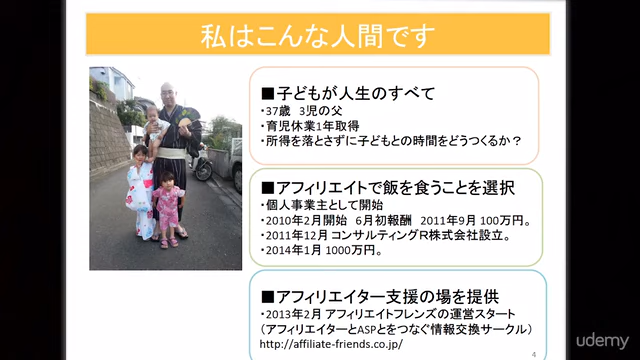 私はこんな人間です
■子どもが人生のすべて
・37歳　3児の父
・育児休業1年取得
・所得を落とさずに子どもとの時間をどうつくるか？
■アフィリエイトで飯を食うことを選択
・個人事業主として開始
・2010年2月開始　6月初報酬　2011年9月 100万円。
・2011年12月 コンサルティングＲ株式会社設立。
・2014年1月 1000万円。
■アフィリエイター支援の場を提供
・2013年2月 アフィリエイトフレンズの運営スタート
（アフィリエイターとASPとをつなぐ情報交換サークル）
http://affiliate-friends.co.jp/
4
udemy